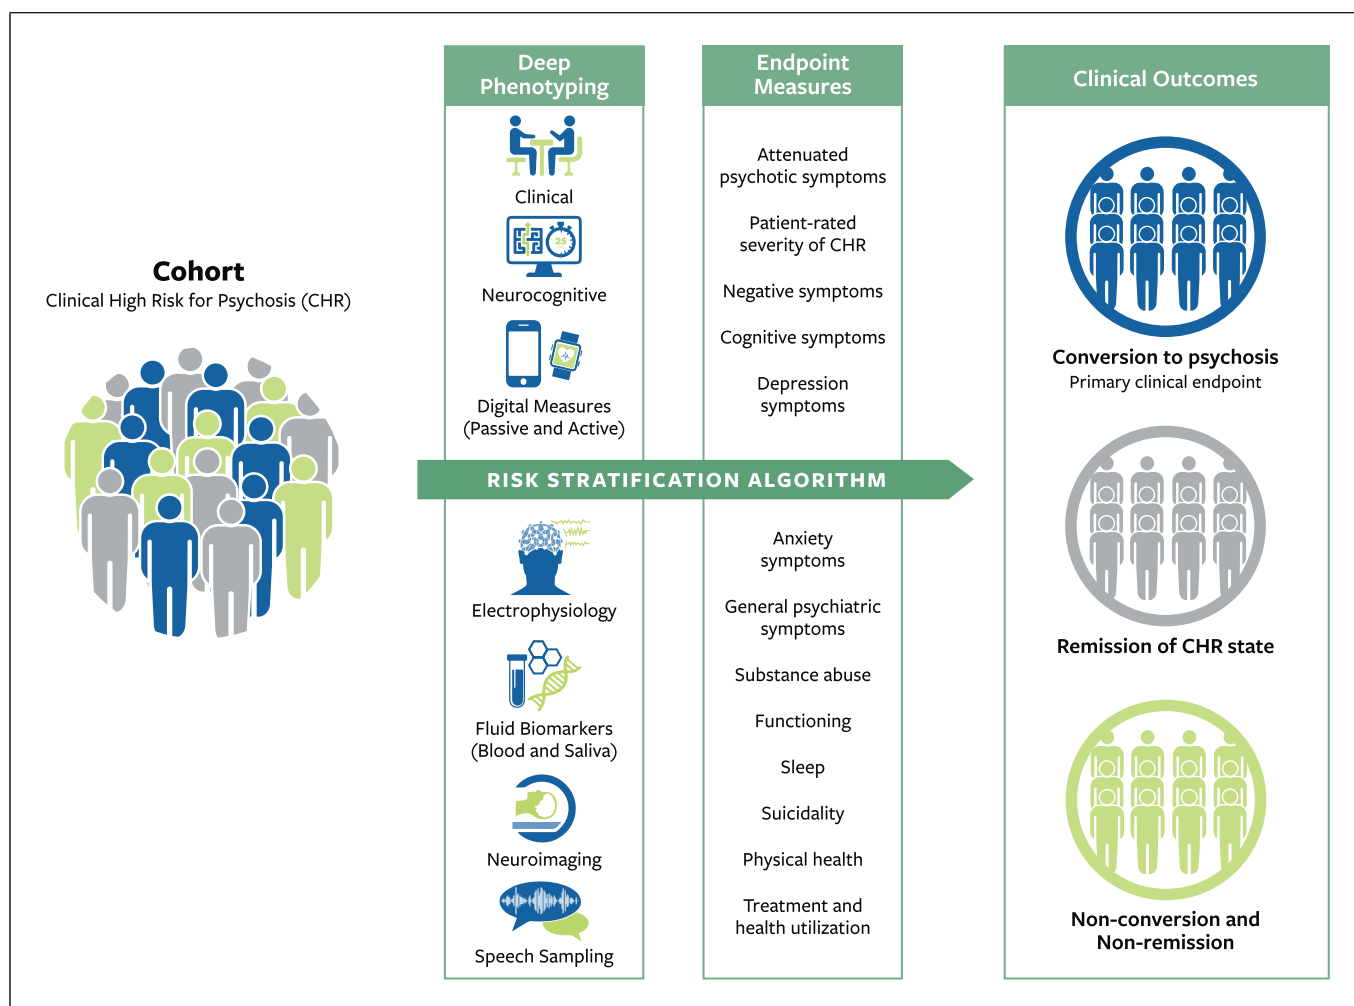 Cohort
Clinical High Risk for Psychosis (CHR)
Deep
Phenotyping
Clinical
25
Neurocognitive
Digital Measures
(Passive and Active)
Endpoint
Measures
Attenuated
psychotic symptoms
Patient-rated
severity of CHR
Negative symptoms
Cognitive symptoms
Depression
symptoms
RISK STRATIFICATION ALGORITHM
Electrophysiology
Fluid Biomarkers
(Blood and Saliva)
Neuroimaging
Speech Sampling
Anxiety
symptoms
General psychiatric
symptoms
Substance abuse
Functioning
Sleep
Suicidality
Physical health
Treatment and
health utilization
Clinical Outcomes
Conversion to psychosis
Primary clinical endpoint
Remission of CHR state
Non-conversion and
Non-remission